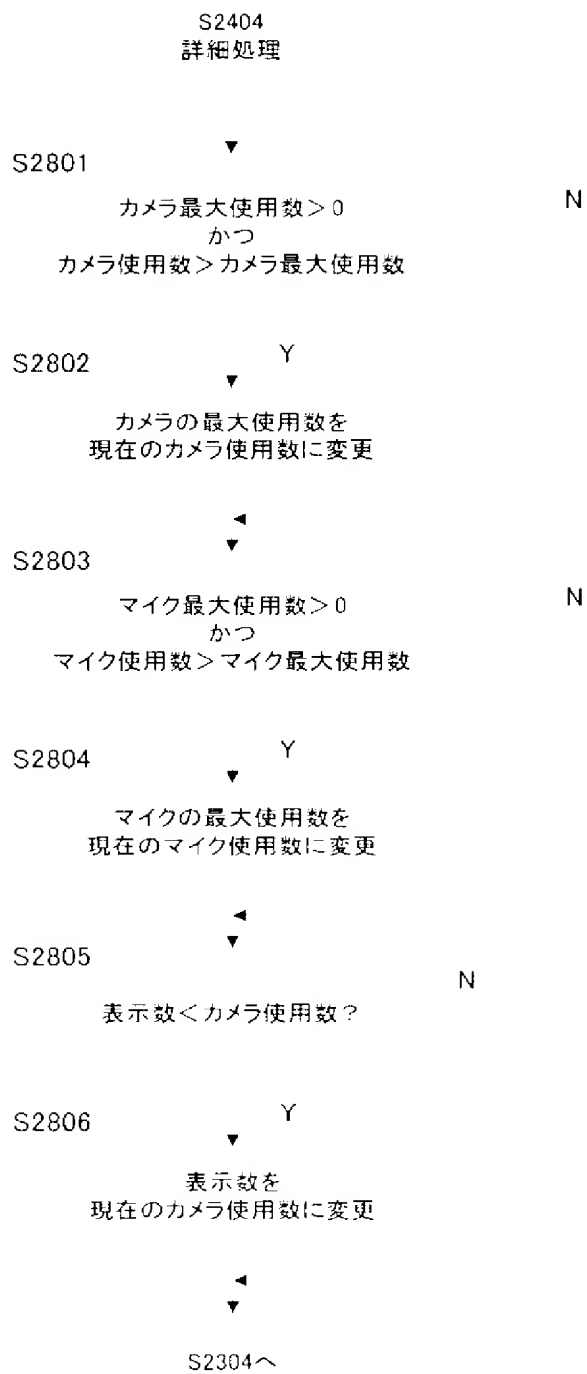 S2404
詳細処理
S2801
カメラ最大使用数＞0
N
かつ
カメラ使用数＞カメラ最大使用数
Y
S2802
カメラの最大使用数を
現在のカメラ使用数に変更
S2803
マイク最大使用数＞0
N
かつ
マイク使用数＞マイク最大使用数
Y
S2804
マイクの最大使用数を
現在のマイク使用数に変更
S2805
N
表示数＜カメラ使用数？
Y
S2806
表示数を
現在のカメラ使用数に変更
S2304へ